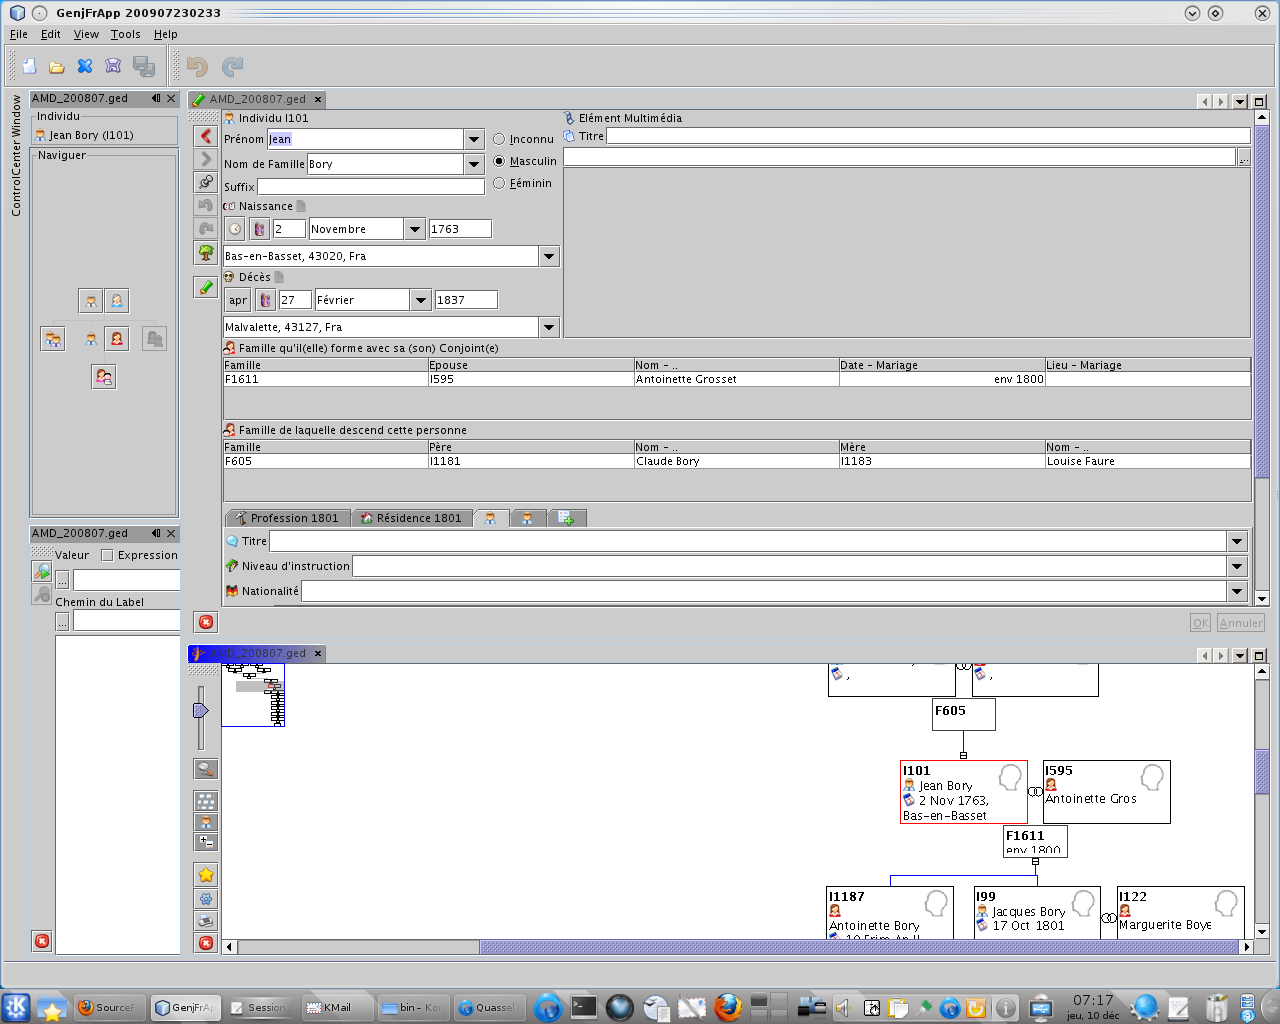 GenjFrApp 200907230233
File Edit View Tools Help
ControlCenter Window
AMD_200807.ged
Individu
Jean Bory (I101)
Naviguer
AMD_200807.ged
Valeur Expression
...
Chemin du Label
...
AMD_200807.ged
Individu I101
Prénom Jean
Nom de Famille Bory
Suffix
Inconnu
Masculin
Féminin
Naissance
2 Novembre 1763
Bas-en-Basset, 43020, Fra
Décès
apr 27 Février 1837
Malvalette, 43127, Fra
Elément Multimédia
Titre
...
Famille qu'il(elle) forme avec sa (son) Conjoint(e)
Famille Epouse Nom - .. Date - Mariage Lieu - Mariage
F1611 I595 Antoinette Grosset env 1800
Famille de laquelle descend cette personne
Famille Père Nom - .. Mère Nom - ..
F605 I1181 Claude Bory I1183 Louise Faure
Profession 1801 Résidence 1801
Titre
Niveau d'instruction
Nationalité
OK Annuler
AMD_200807.ged
, ,
F605
I101
Jean Bory
2 Nov 1763,
Bas-en-Basset
I595
Antoinette Gros
F1611
env 1800
I1187
Antoinette Bory
I99
Jacques Bory
17 Oct 1801
I122
Marguerite Boye
SourceF GenjFrAp Session KMail bin - Kon Quassel
07:17
jeu, 10 déc